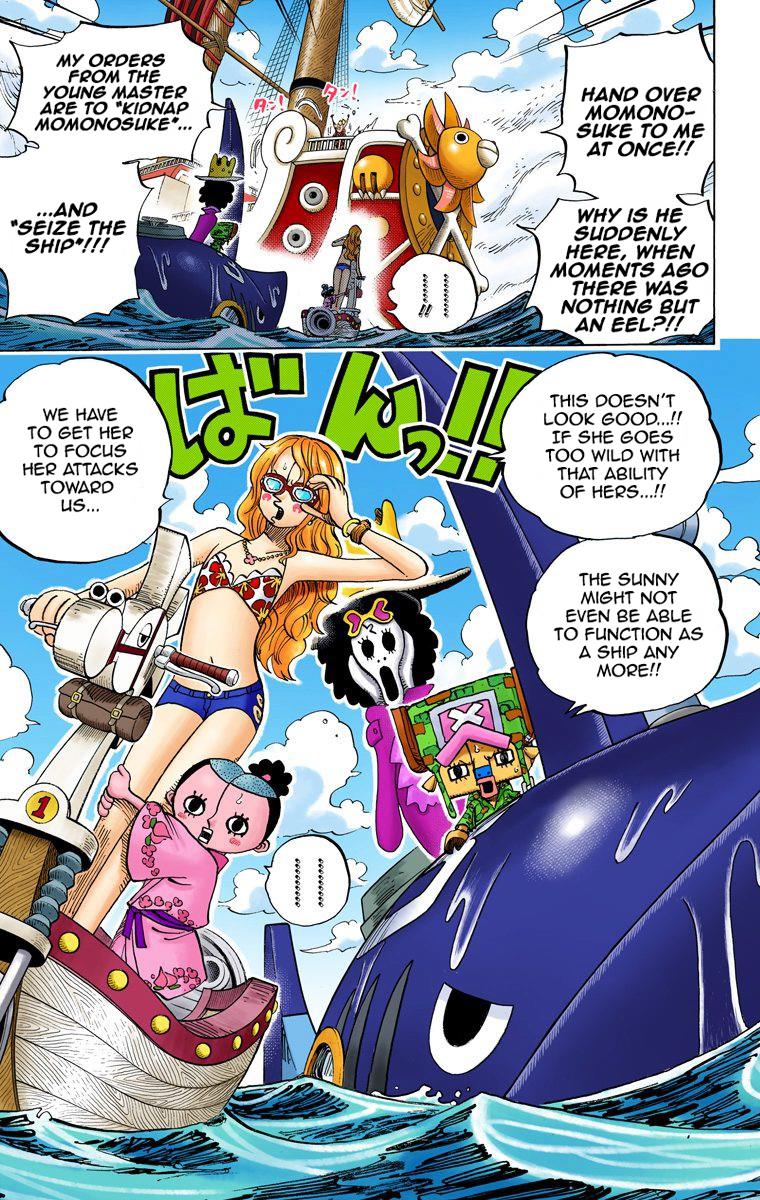 HAND OVER
MOMONO-
SUKE TO ME
AT ONCE!!
WHY IS HE
SUDDENLY
HERE, WHEN
MOMENTS AGO
THERE WAS
NOTHING BUT
AN EEL?!!
タン!
タン!
MY ORDERS
FROM THE
YOUNG MASTER
ARE TO "KIDNAP
MOMONOSUKE"...
...AND
"SEIZE THE
SHIP"!!!
!!
ばんっ!!
THIS DOESN'T
LOOK GOOD...!!
IF SHE GOES
TOO WILD WITH
THAT ABILITY
OF HERS...!!
THE SUNNY
MIGHT NOT
EVEN BE ABLE
TO FUNCTION AS
A SHIP ANY
MORE!!
WE HAVE
TO GET HER
TO FOCUS
HER ATTACKS
TOWARD
US...
1